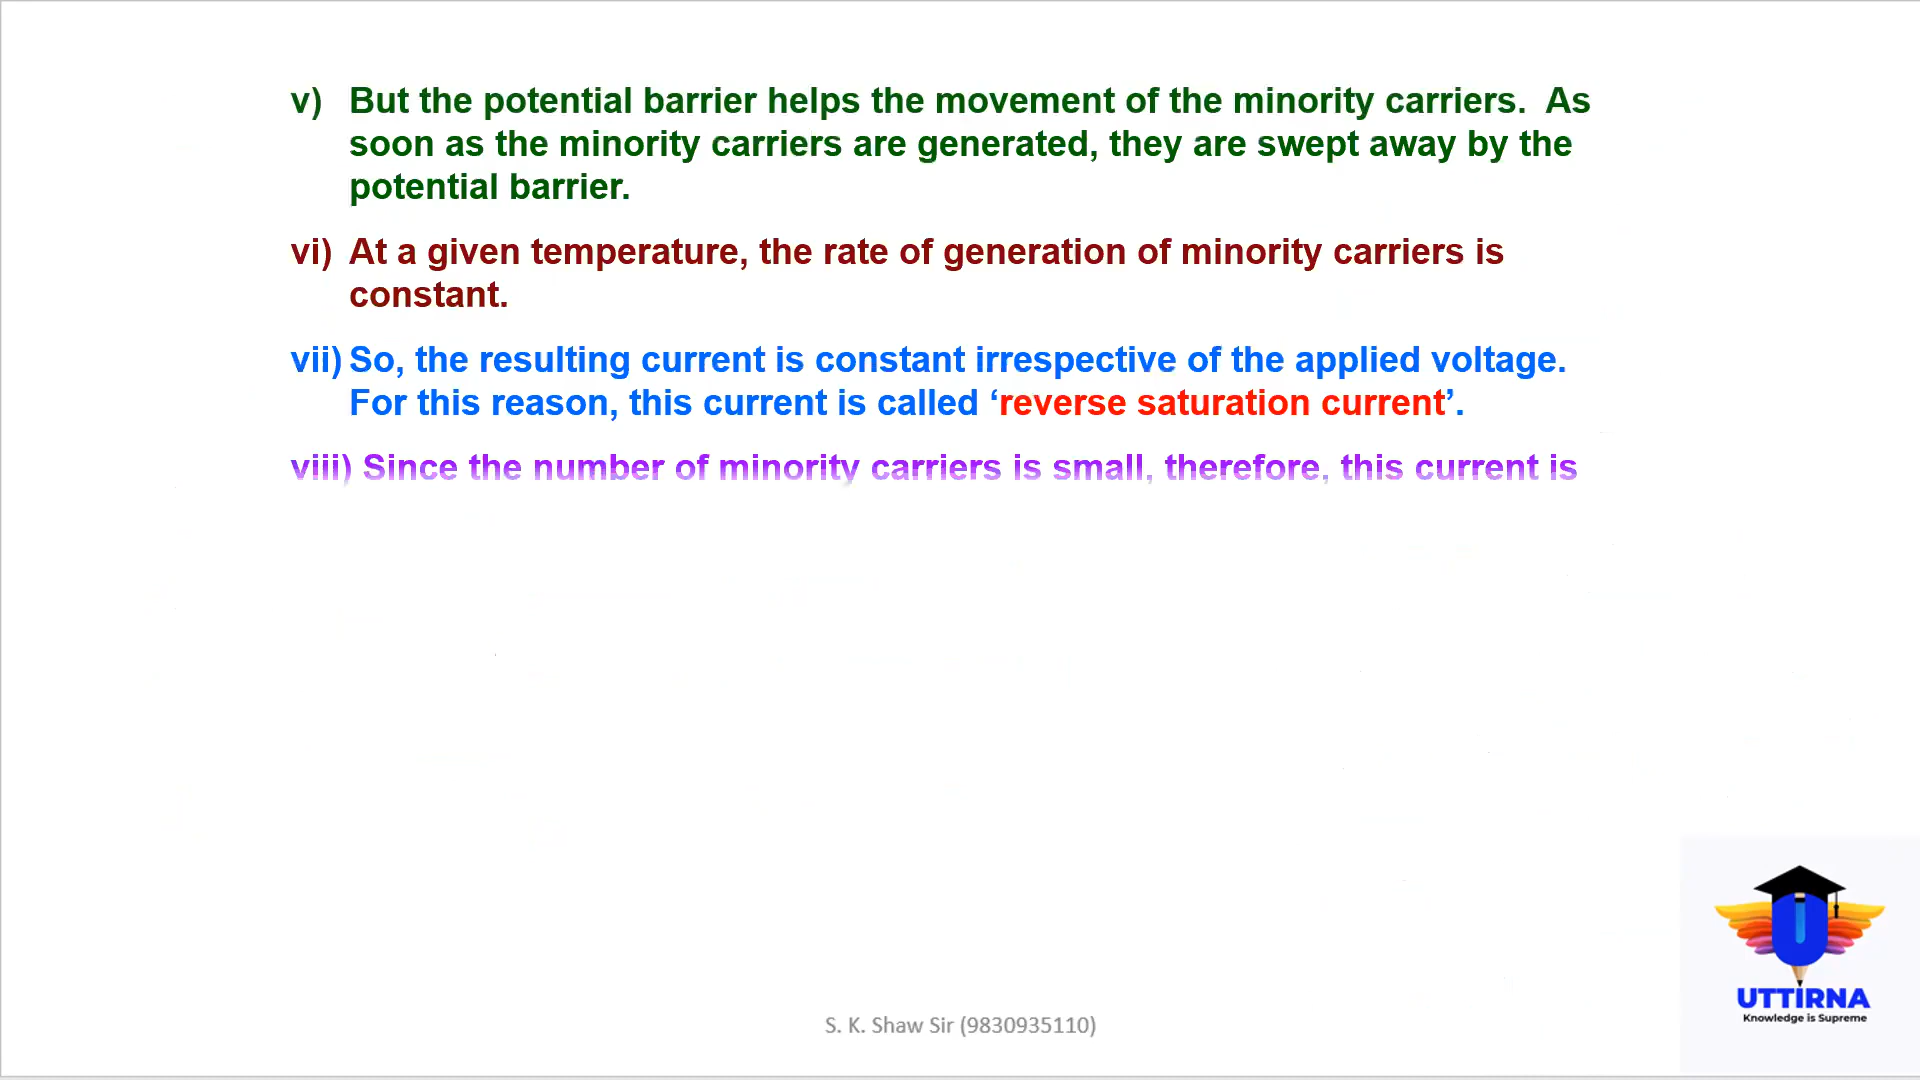 v) But the potential barrier helps the movement of the minority carriers. As
soon as the minority carriers are generated, they are swept away by the
potential barrier.
vi) At a given temperature, the rate of generation of minority carriers is
constant.
vii) So, the resulting current is constant irrespective of the applied voltage.
For this reason, this current is called ‘reverse saturation current’.
viii) Since the number of minority carriers is small, therefore, this current is
UTTIRNA
Knowledge is Supreme
S. K. Shaw Sir (9830935110)